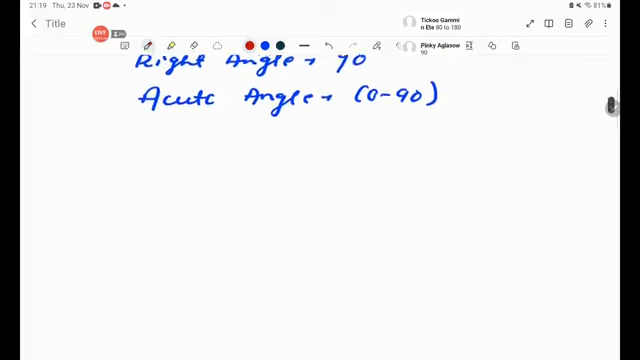 21:19 Thu, 23 Nov
81%
Title
LIVE
Tickoo Gammi
n Ete 80 to 180
Pinky Aglasow
90
Right Angle → 90
Acute Angle → (0-90)